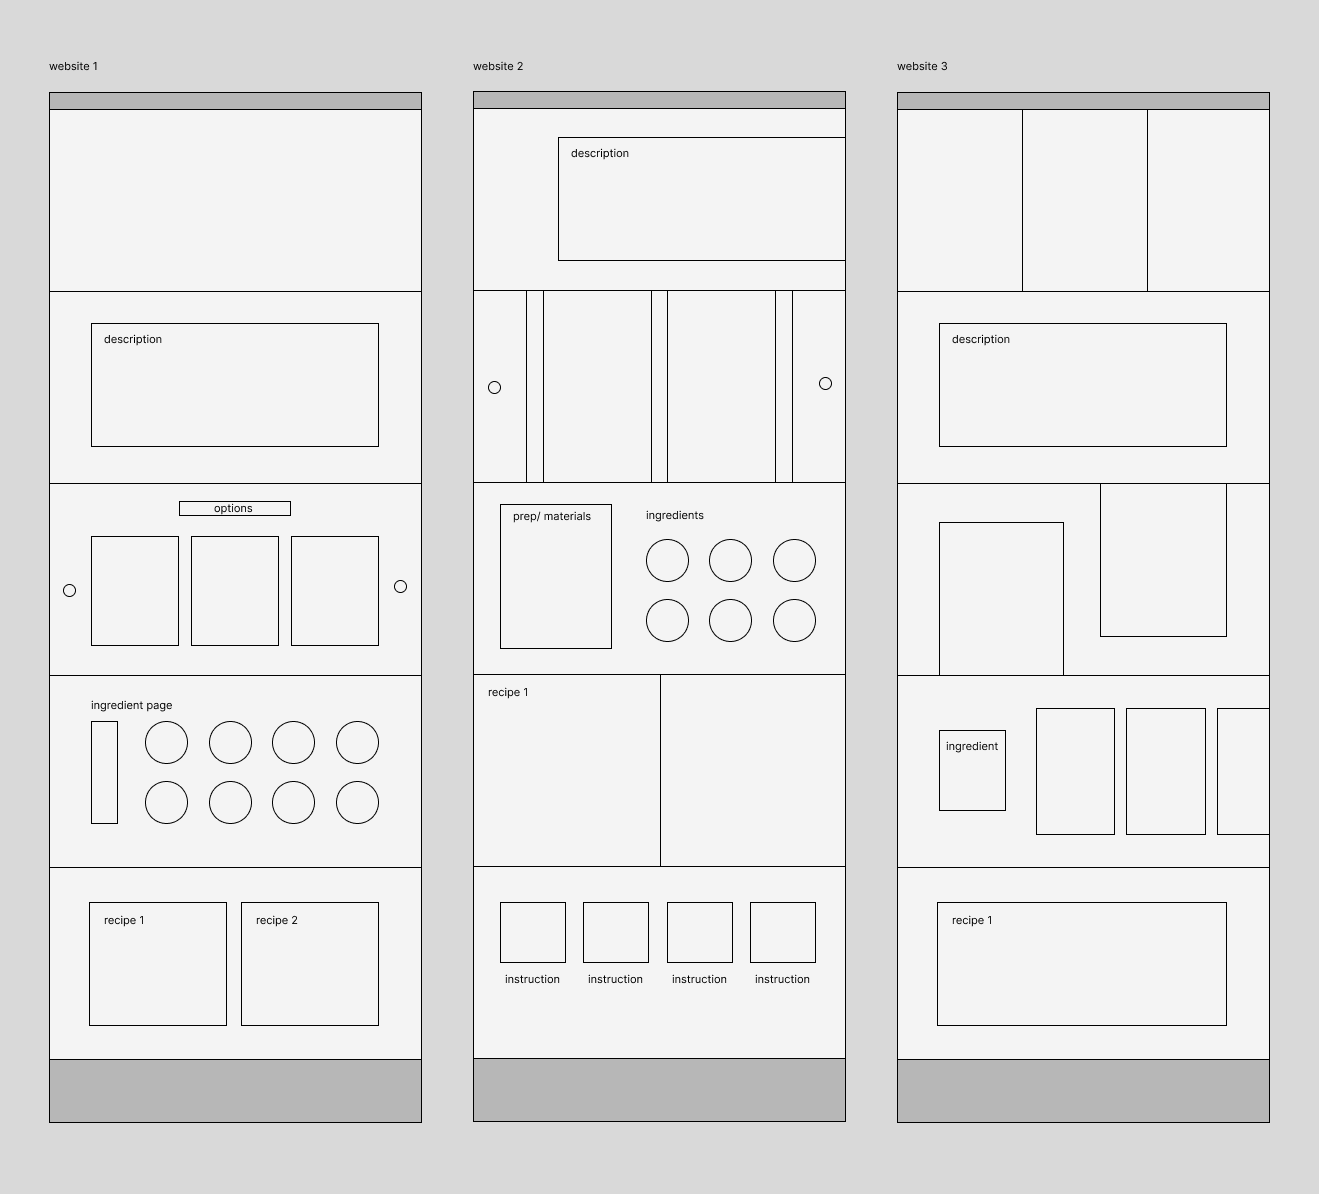 website 1
description
options
ingredient page
recipe 1
recipe 2
website 2
description
prep/ materials
ingredients
recipe 1
instruction
instruction
instruction
instruction
website 3
description
ingredient
recipe 1